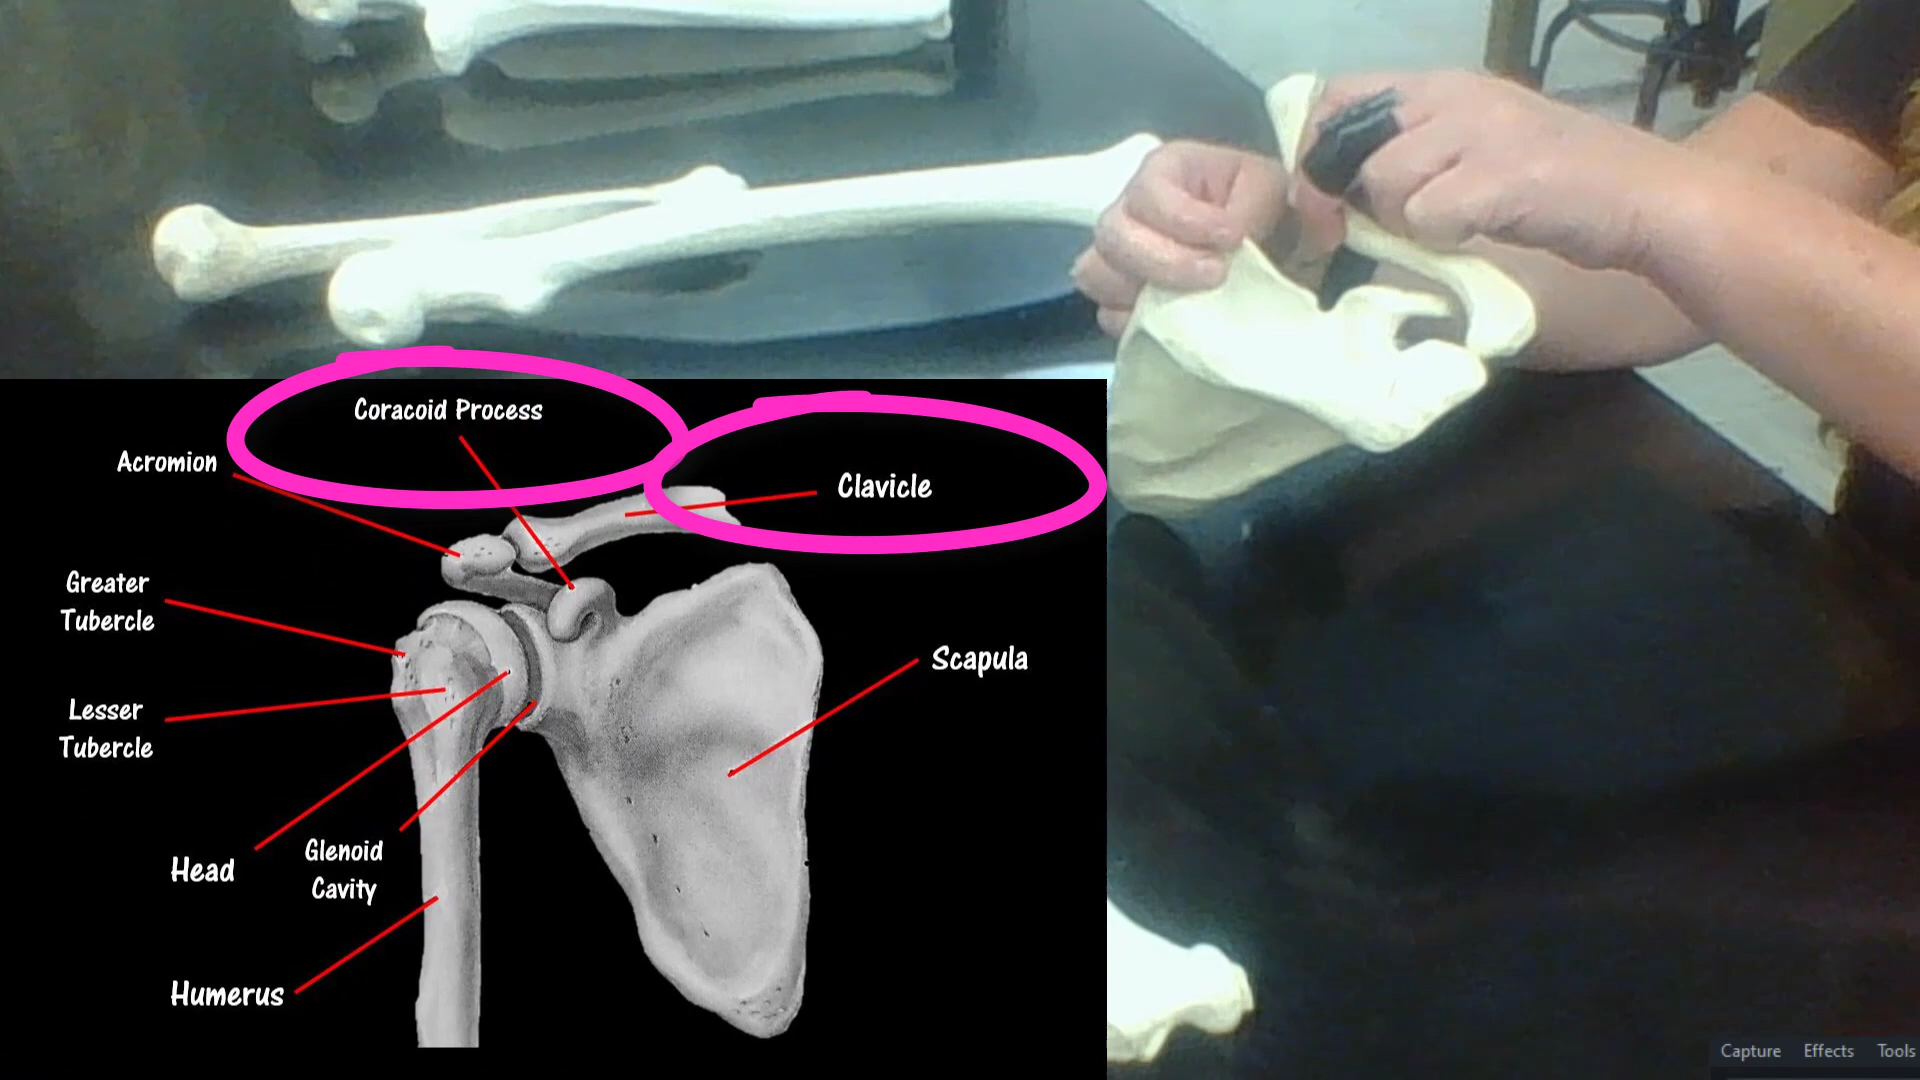 Coracoid Process
Acromion
Clavicle
Greater
Tubercle
Scapula
Lesser
Tubercle
Head
Glenoid
Cavity
Humerus
Capture Effects Tools